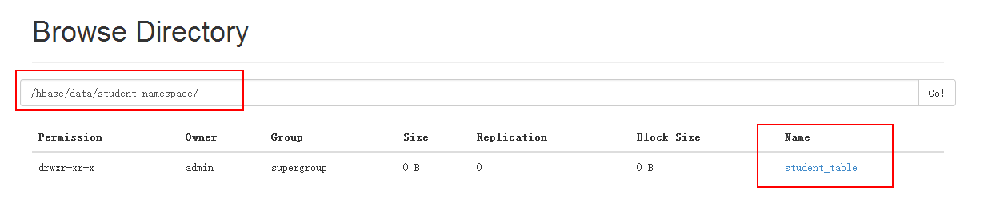 Browse Directory
/hbase/data/student_namespace/ Go!
Permission Owner Group Size Replication Block Size Name
drwxr-xr-x admin supergroup 0 B 0 0 B student_table